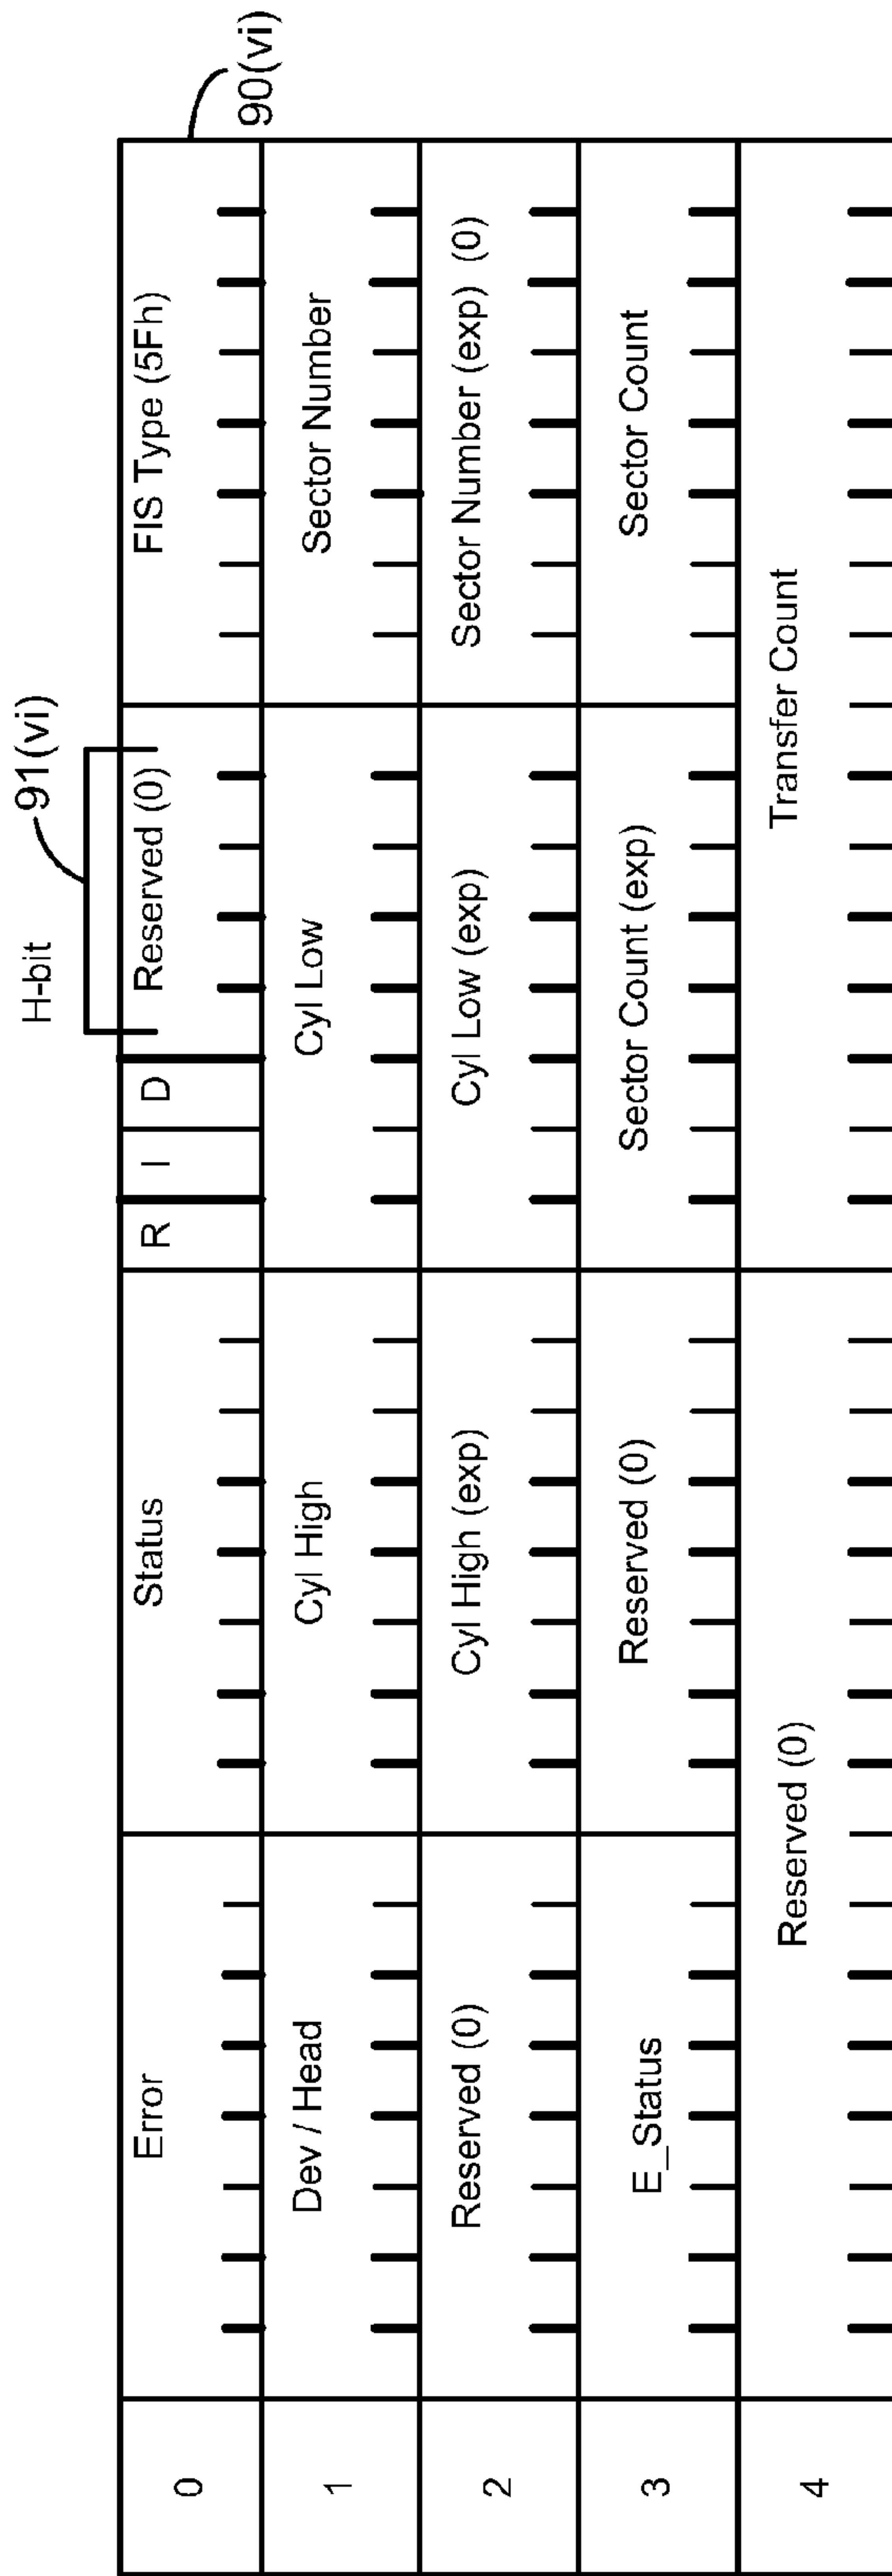 H-bit
91(vi)
90(vi)
0
Error
Status
R
I
D
Reserved (0)
FIS Type (5Fh)
1
Dev / Head
Cyl High
Cyl Low
Sector Number
2
Reserved (0)
Cyl High (exp)
Cyl Low (exp)
Sector Number (exp) (0)
3
E_Status
Reserved (0)
Sector Count (exp)
Sector Count
4
Reserved (0)
Transfer Count